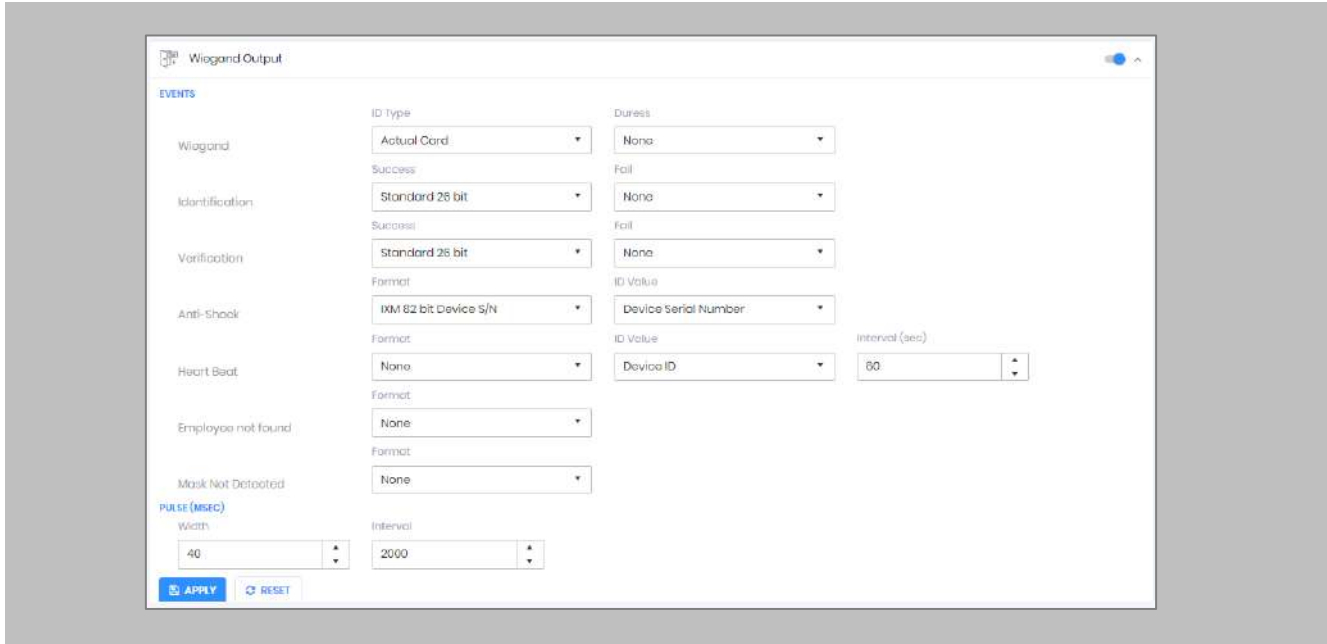 Wiegand Output
EVENTS
ID Type Duress
Wiegand Actual Card None
Success Fail
Identification Standard 26 bit None
Success Fail
Verification Standard 26 bit None
Format ID Value
Anti-Shock IXM 82 bit Device S/N Device Serial Number
Format ID Value Interval (sec)
Heart Beat None Device ID 60
Format
Employee not found None
Format
Mask Not Detected None
PULSE (MSEC)
Width Interval
40 2000
APPLY RESET